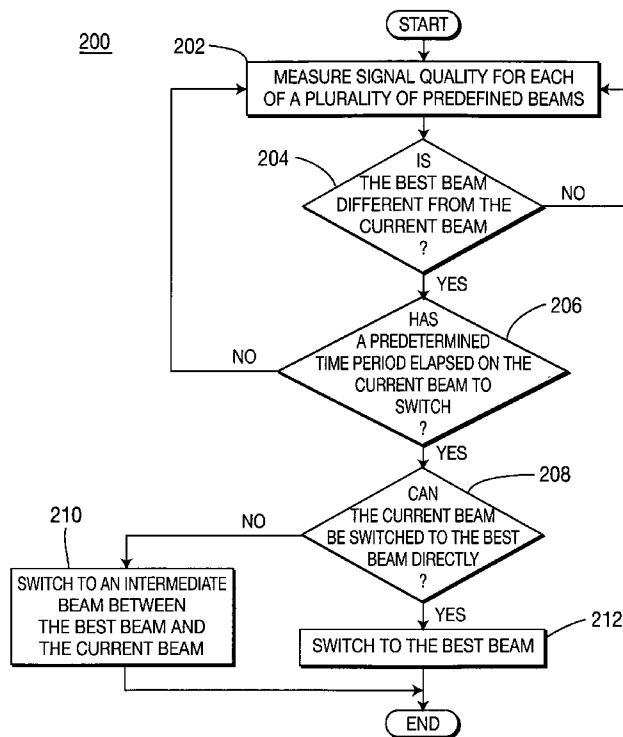 START
200
202
MEASURE SIGNAL QUALITY FOR EACH
OF A PLURALITY OF PREDEFINED BEAMS
204
IS
THE BEST BEAM
DIFFERENT FROM THE
CURRENT BEAM
?
NO
YES
206
HAS
A PREDETERMINED
TIME PERIOD ELAPSED ON THE
CURRENT BEAM TO
SWITCH
?
NO
YES
208
CAN
THE CURRENT BEAM
BE SWITCHED TO THE BEST
BEAM DIRECTLY
?
NO
YES
210
SWITCH TO AN INTERMEDIATE
BEAM BETWEEN
THE BEST BEAM AND
THE CURRENT BEAM
212
SWITCH TO THE BEST BEAM
END